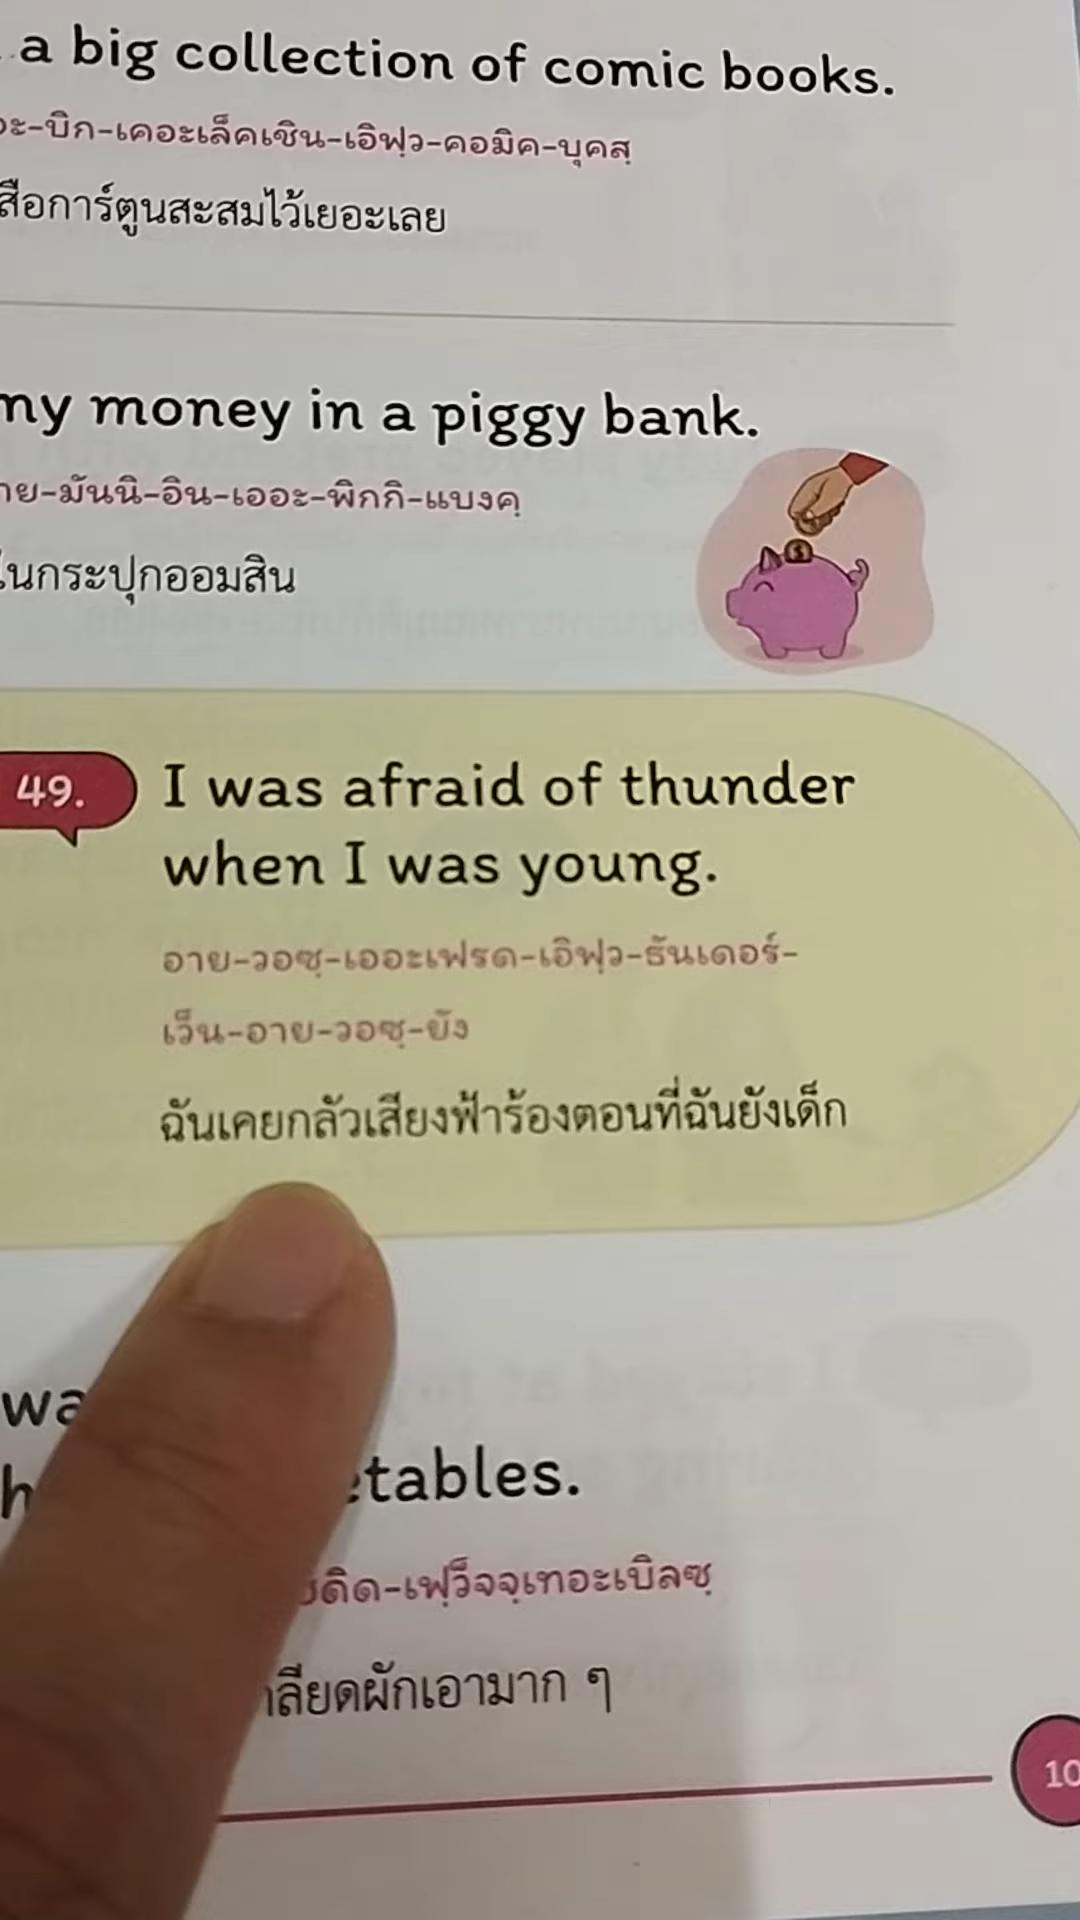 a big collection of comic books.
อะ-บิก-เคอะเล็คเชิน-เอิฟฺว-คอมิค-บุคสฺ
สือการ์ตูนสะสมไว้เยอะเลย
my money in a piggy bank.
าย-มันนิ-อิน-เออะ-พิกกิ-แบงคฺ
ในกระปุกออมสิน
49. I was afraid of thunder
when I was young.
อาย-วอซฺ-เออะเฟรด-เอิฟฺว-ธันเดอร์-
เว็น-อาย-วอซฺ-ยัง
ฉันเคยกลัวเสียงฟ้าร้องตอนที่ฉันยังเด็ก
wa
h etables.
ดิด-เฟฺว็จจฺเทอะเบิลซฺ
กลียดผักเอามาก ๆ
10